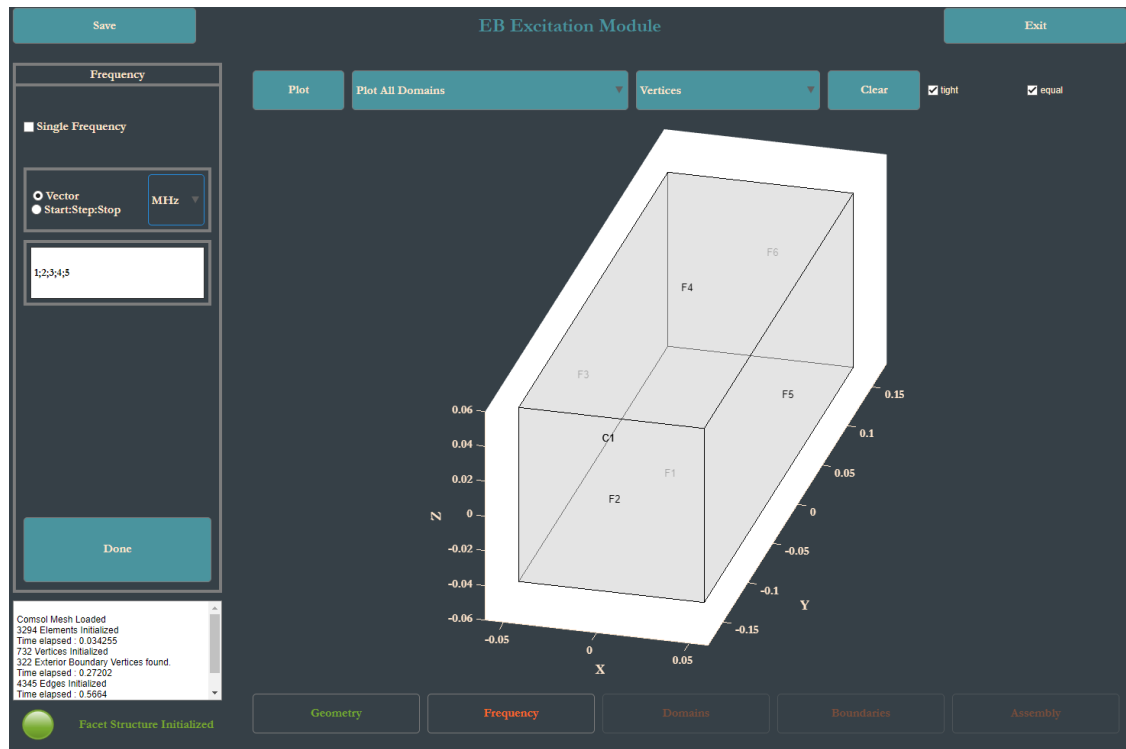 Save
EB Excitation Module
Exit
Frequency
Single Frequency
Vector
Start:Step:Stop
MHz
1;2;3;4;5
Done
Comsol Mesh Loaded
3294 Elements Initialized
Time elapsed : 0.034255
732 Vertices Initialized
322 Exterior Boundary Vertices found.
Time elapsed : 0.27202
4345 Edges Initialized
Time elapsed : 0.5664
Facet Structure Initialized
Plot
Plot All Domains
Vertices
Clear
tight
equal
F6
F4
F3
F5
C1
F1
F2
0.06
0.04
0.02
0
-0.02
-0.04
-0.06
Z
-0.05
0
0.05
X
0.15
0.1
0.05
0
-0.05
-0.1
-0.15
Y
Geometry
Frequency
Domains
Boundaries
Assembly